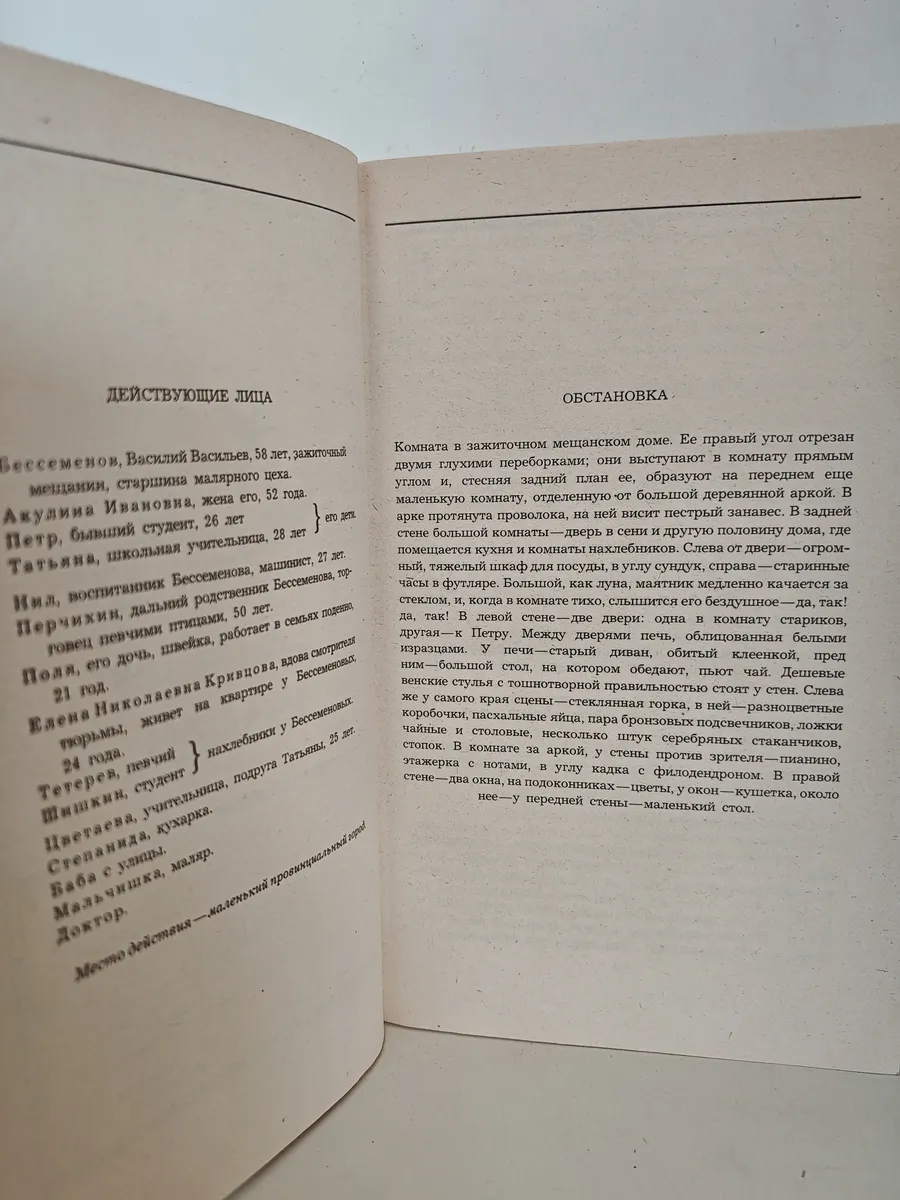 ДЕЙСТВУЮЩИЕ ЛИЦА
Бессеменов, Василий Васильев, 58 лет, зажиточный
мещанин, старшина малярного цеха.
Акулина Ивановна, жена его, 52 года.
Петр, бывший студент, 26 лет
Татьяна, школьная учительница, 28 лет } его дети.
Нил, воспитанник Бессеменова, машинист, 27 лет.
Перчихин, дальний родственник Бессеменова, тор-
говец певчими птицами, 50 лет.
Поля, его дочь, швейка, работает в семьях поденно,
21 год.
Елена Николаевна Кривцова, вдова смотрителя
тюрьмы, живет на квартире у Бессеменовых,
24 года.
Тетерев, певчий
Шишкин, студент } нахлебники у Бессеменовых.
Цветаева, учительница, подруга Татьяны, 25 лет.
Степанида, кухарка.
Баба с улицы.
Мальчишка, маляр.
Доктор.
Место действия — маленький провинциальный город.
ОБСТАНОВКА
Комната в зажиточном мещанском доме. Ее правый угол отрезан
двумя глухими переборками; они выступают в комнату прямым
углом и, стесняя задний план ее, образуют на переднем еще
маленькую комнату, отделенную от большой деревянной аркой. В
арке протянута проволока, на ней висит пестрый занавес. В задней
стене большой комнаты — дверь в сени и другую половину дома, где
помещается кухня и комнаты нахлебников. Слева от двери — огром-
ный, тяжелый шкаф для посуды, в углу сундук, справа — старинные
часы в футляре. Большой, как луна, маятник медленно качается за
стеклом, и, когда в комнате тихо, слышится его бездушное — да, так!
да, так! В левой стене — две двери: одна в комнату стариков,
другая — к Петру. Между дверями печь, облицованная белыми
изразцами. У печи — старый диван, обитый клеенкой, пред
ним — большой стол, на котором обедают, пьют чай. Дешевые
венские стулья с тошнотворной правильностью стоят у стен. Слева
же у самого края сцены — стеклянная горка, в ней — разноцветные
коробочки, пасхальные яйца, пара бронзовых подсвечников, ложки
чайные и столовые, несколько штук серебряных стаканчиков,
стопок. В комнате за аркой, у стены против зрителя — пианино,
этажерка с нотами, в углу кадка с филодендроном. В правой
стене — два окна, на подоконниках — цветы, у окон — кушетка, около
нее — у передней стены — маленький стол.